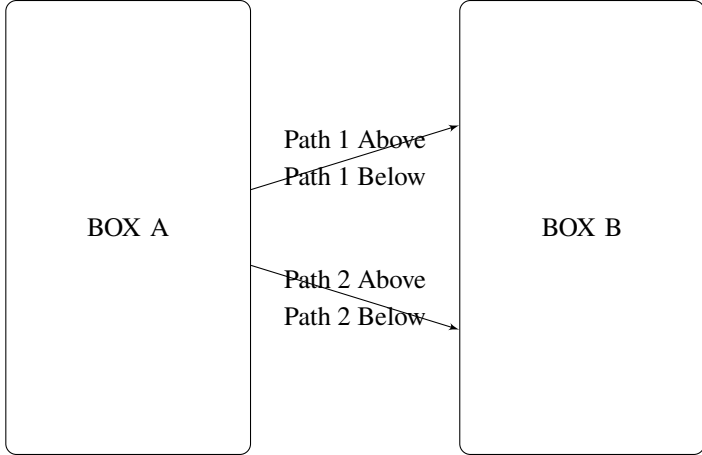 Path 1 Above
Path 1 Below
BOX A
BOX B
Path 2 Above
Path 2 Below